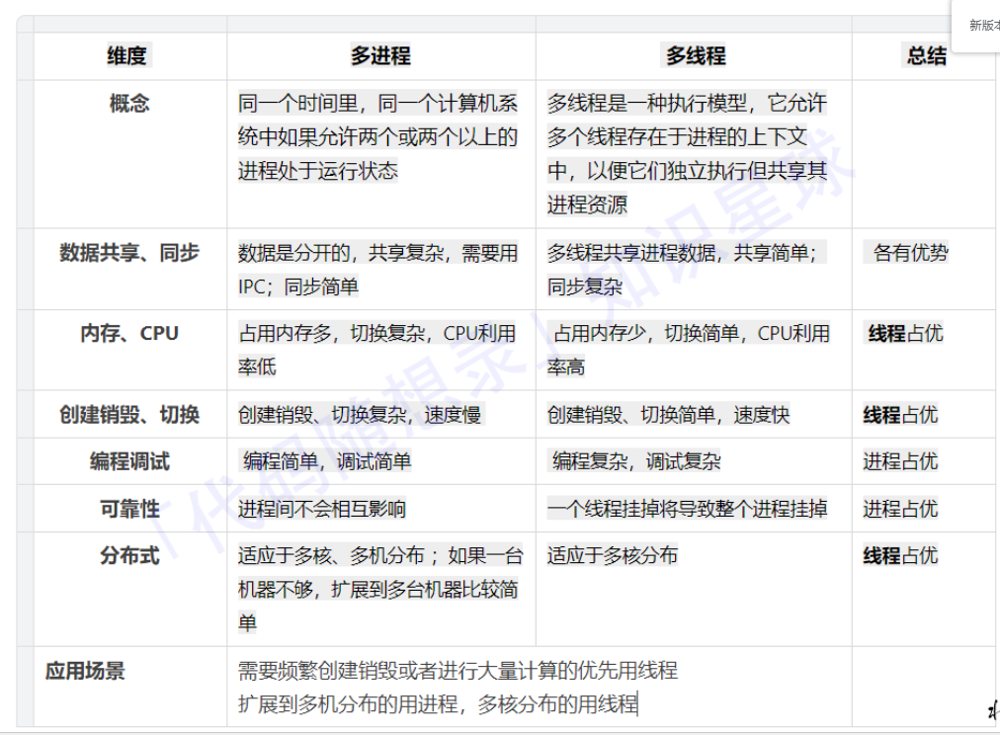 新版本
维度 多进程 多线程 总结
概念
同一个时间里，同一个计算机系
统中如果允许两个或两个以上的
进程处于运行状态
多线程是一种执行模型，它允许
多个线程存在于进程的上下文
中，以便它们独立执行但共享其
进程资源
数据共享、同步
数据是分开的，共享复杂，需要用
IPC；同步简单
多线程共享进程数据，共享简单；
同步复杂
各有优势
内存、CPU
占用内存多，切换复杂，CPU利用
率低
占用内存少，切换简单，CPU利用
率高
线程占优
创建销毁、切换
创建销毁、切换复杂，速度慢
创建销毁、切换简单，速度快
线程占优
编程调试
编程简单，调试简单
编程复杂，调试复杂
进程占优
可靠性
进程间不会相互影响
一个线程挂掉将导致整个进程挂掉
进程占优
分布式
适应于多核、多机分布 ；如果一台
机器不够，扩展到多台机器比较简
单
适应于多核分布
线程占优
应用场景
需要频繁创建销毁或者进行大量计算的优先用线程
扩展到多机分布的用进程，多核分布的用线程
「代码随想录」知识星球